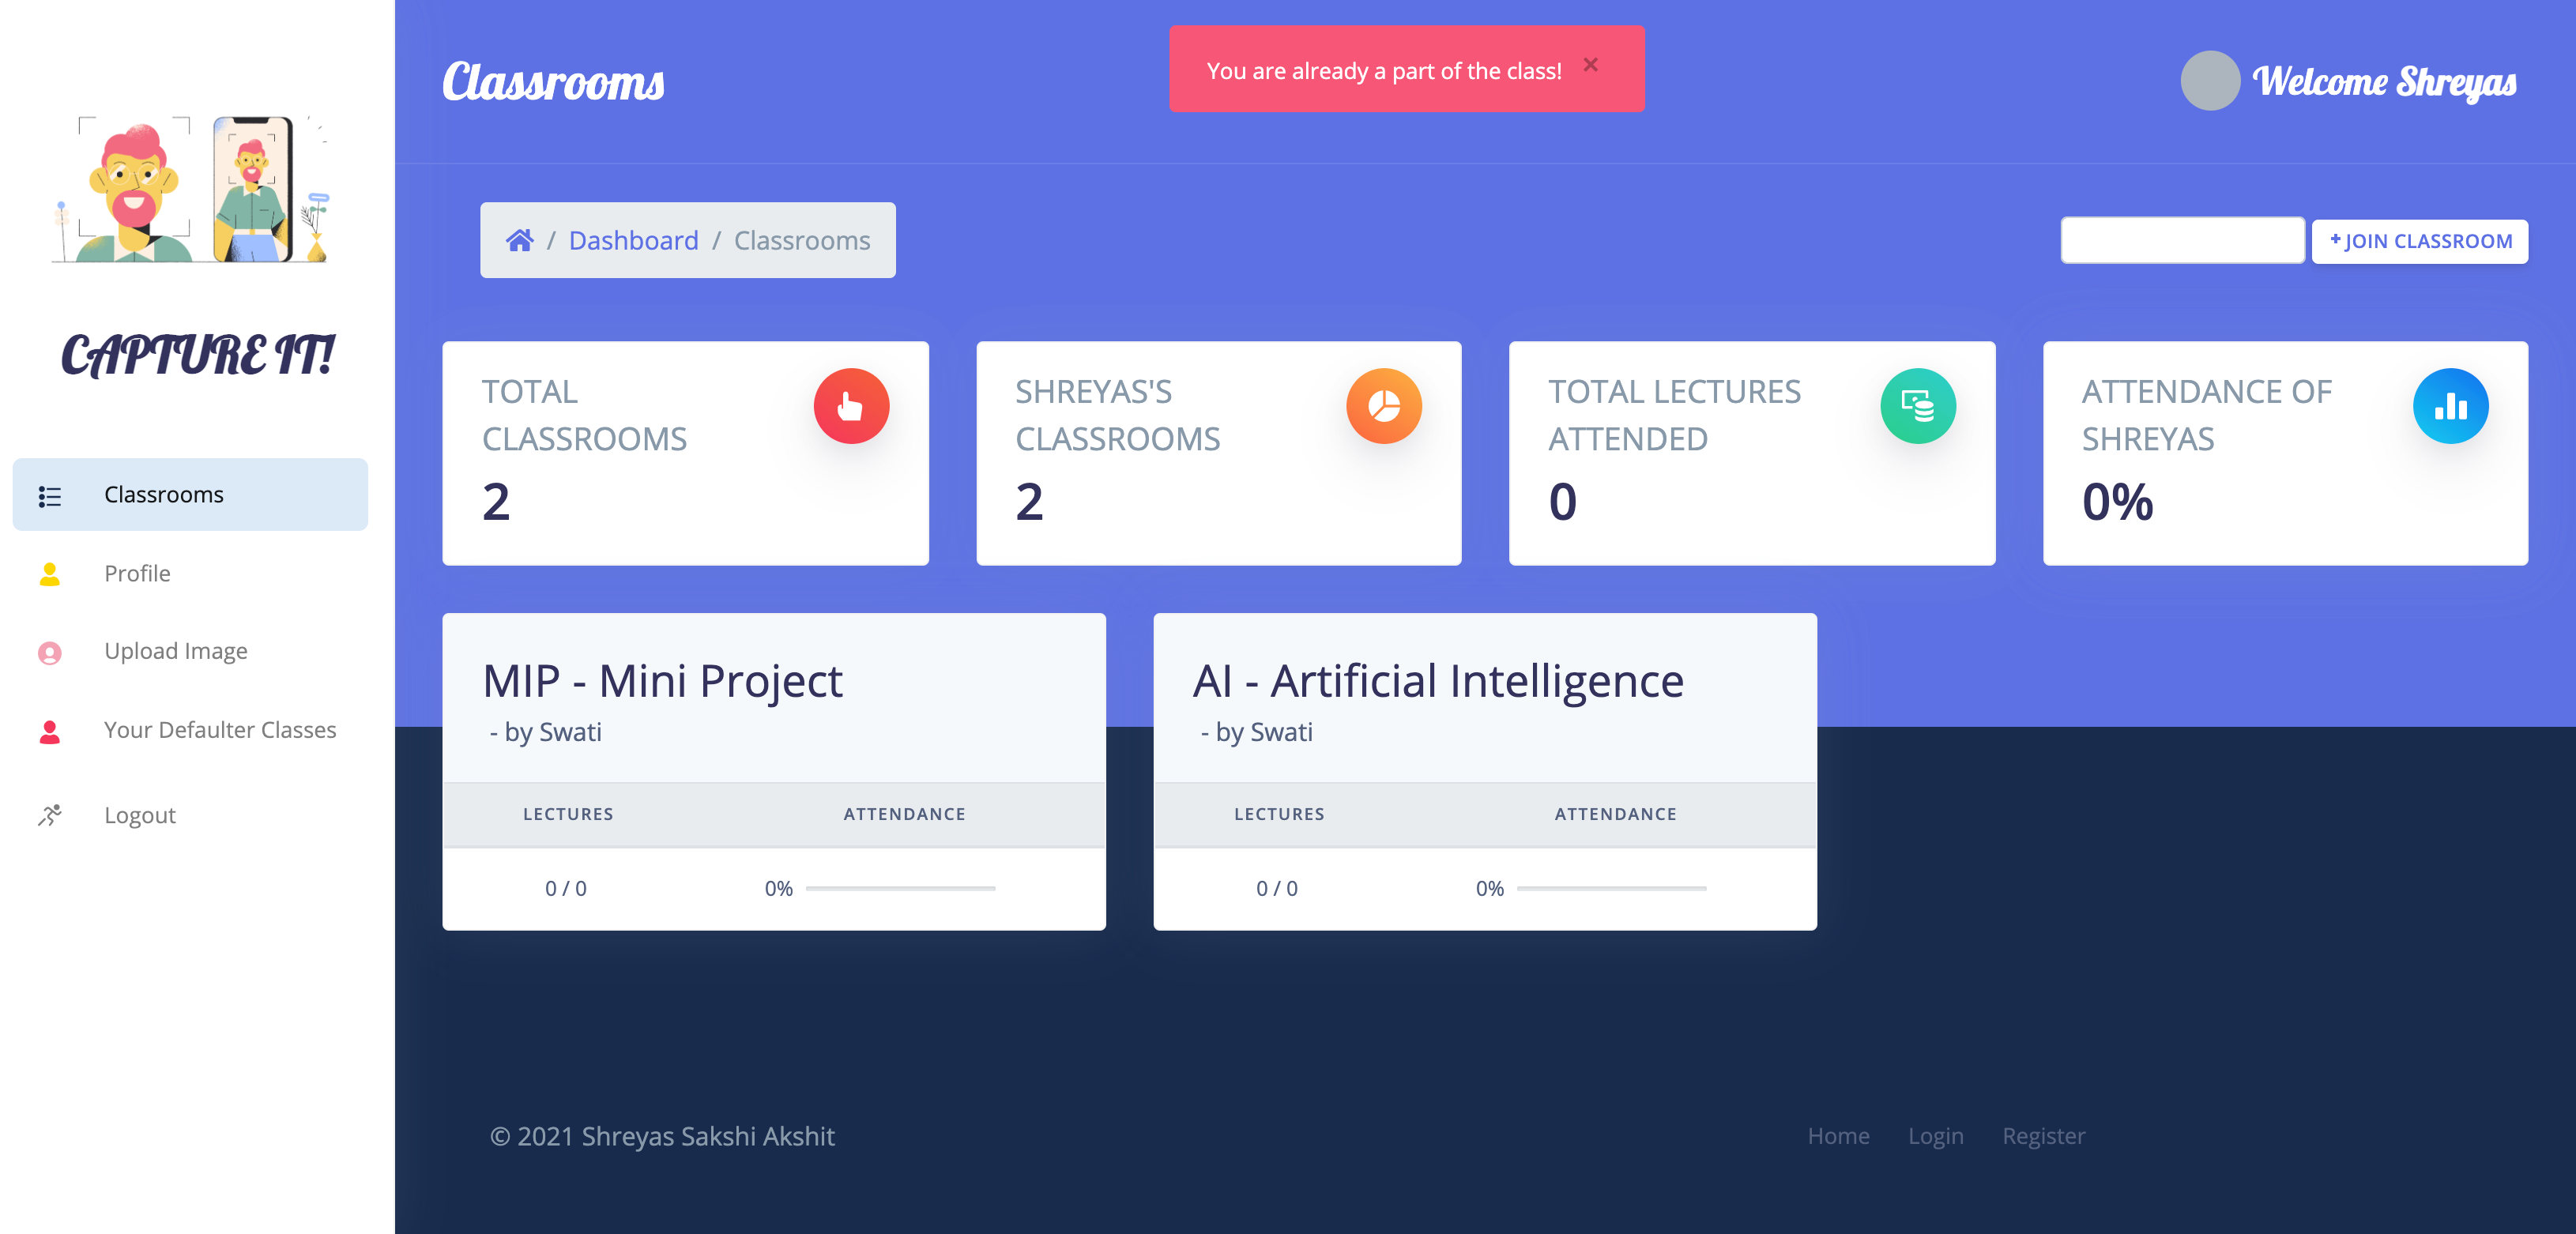 CAPTURE IT!
Classrooms
Profile
Upload Image
Your Defaulter Classes
Logout
Classrooms
You are already a part of the class! ×
Welcome Shreyas
/ Dashboard / Classrooms
+ JOIN CLASSROOM
TOTAL
CLASSROOMS
2
SHREYAS'S
CLASSROOMS
2
TOTAL LECTURES
ATTENDED
0
ATTENDANCE OF
SHREYAS
0%
MIP - Mini Project
- by Swati
LECTURES ATTENDANCE
0 / 0 0%
AI - Artificial Intelligence
- by Swati
LECTURES ATTENDANCE
0 / 0 0%
© 2021 Shreyas Sakshi Akshit
Home Login Register